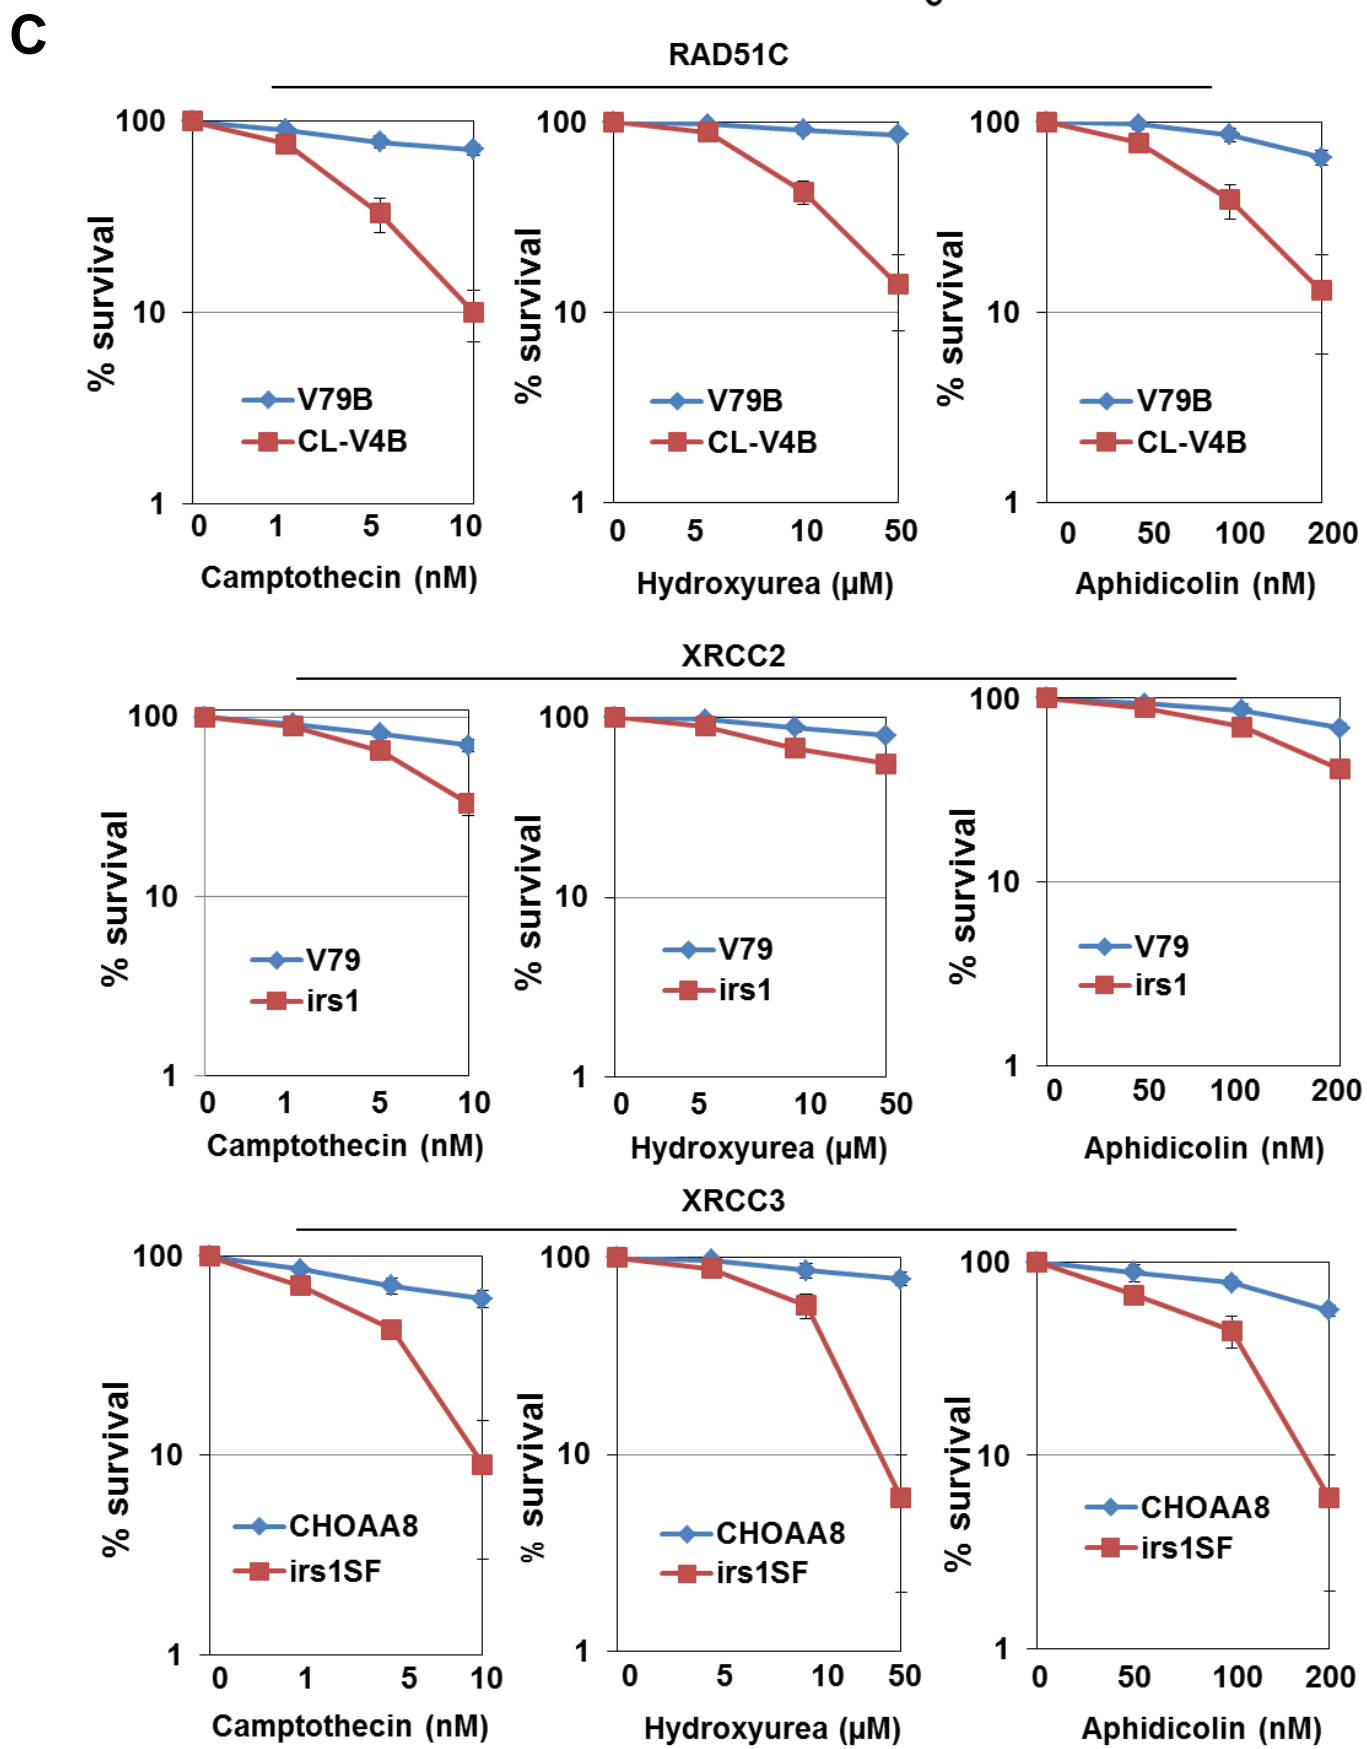 C
RAD51C
100
10
1
% survival
V79B
CL-V4B
0 1 5 10
Camptothecin (nM)
100
10
1
% survival
V79B
CL-V4B
0 5 10 50
Hydroxyurea (µM)
100
10
1
% survival
V79B
CL-V4B
0 50 100 200
Aphidicolin (nM)
XRCC2
100
10
1
% survival
V79
irs1
0 1 5 10
Camptothecin (nM)
100
10
1
% survival
V79
irs1
0 5 10 50
Hydroxyurea (µM)
100
10
1
% survival
V79
irs1
0 50 100 200
Aphidicolin (nM)
XRCC3
100
10
1
% survival
CHOAA8
irs1SF
0 1 5 10
Camptothecin (nM)
100
10
1
% survival
CHOAA8
irs1SF
0 5 10 50
Hydroxyurea (µM)
100
10
1
% survival
CHOAA8
irs1SF
0 50 100 200
Aphidicolin (nM)